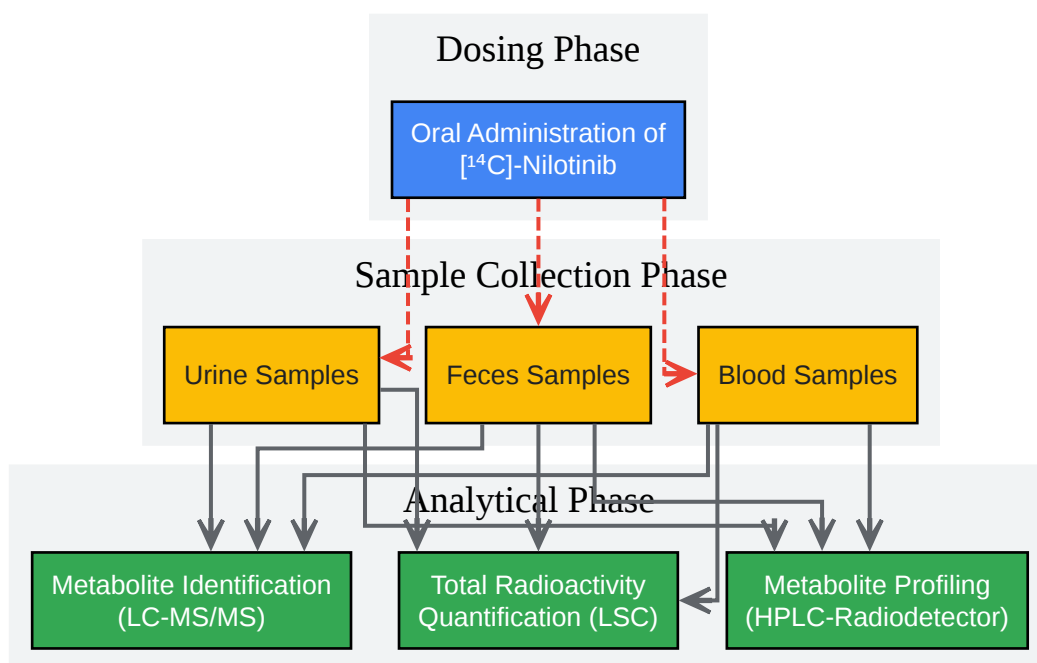 Dosing Phase
Oral Administration of
[¹⁴C]-Nilotinib
Sample Collection Phase
Urine Samples
Feces Samples
Blood Samples
Analytical Phase
Metabolite Identification
(LC-MS/MS)
Total Radioactivity
Quantification (LSC)
Metabolite Profiling
(HPLC-Radiodetector)